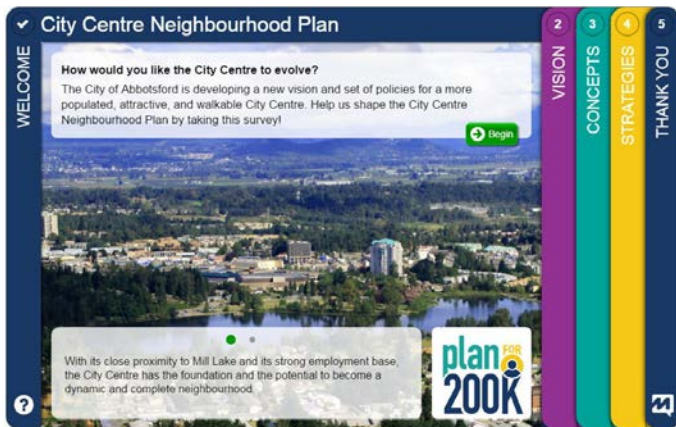 City Centre Neighbourhood Plan
WELCOME
How would you like the City Centre to evolve?
The City of Abbotsford is developing a new vision and set of policies for a more
populated, attractive, and walkable City Centre. Help us shape the City Centre
Neighbourhood Plan by taking this survey!
Begin
With its close proximity to Mill Lake and its strong employment base,
the City Centre has the foundation and the potential to become a
dynamic and complete neighbourhood.
plan FOR
200K
?
2
VISION
3
CONCEPTS
4
STRATEGIES
5
THANK YOU